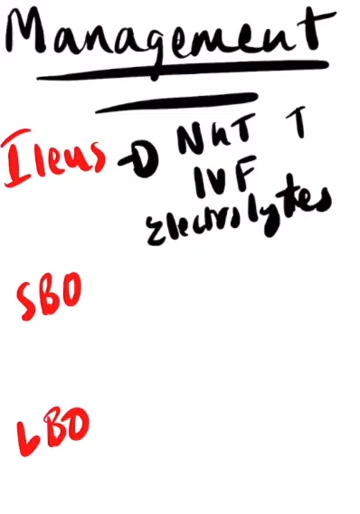 Management
Ileus → NGT T
IVF
Electrolytes
SBO
LBO